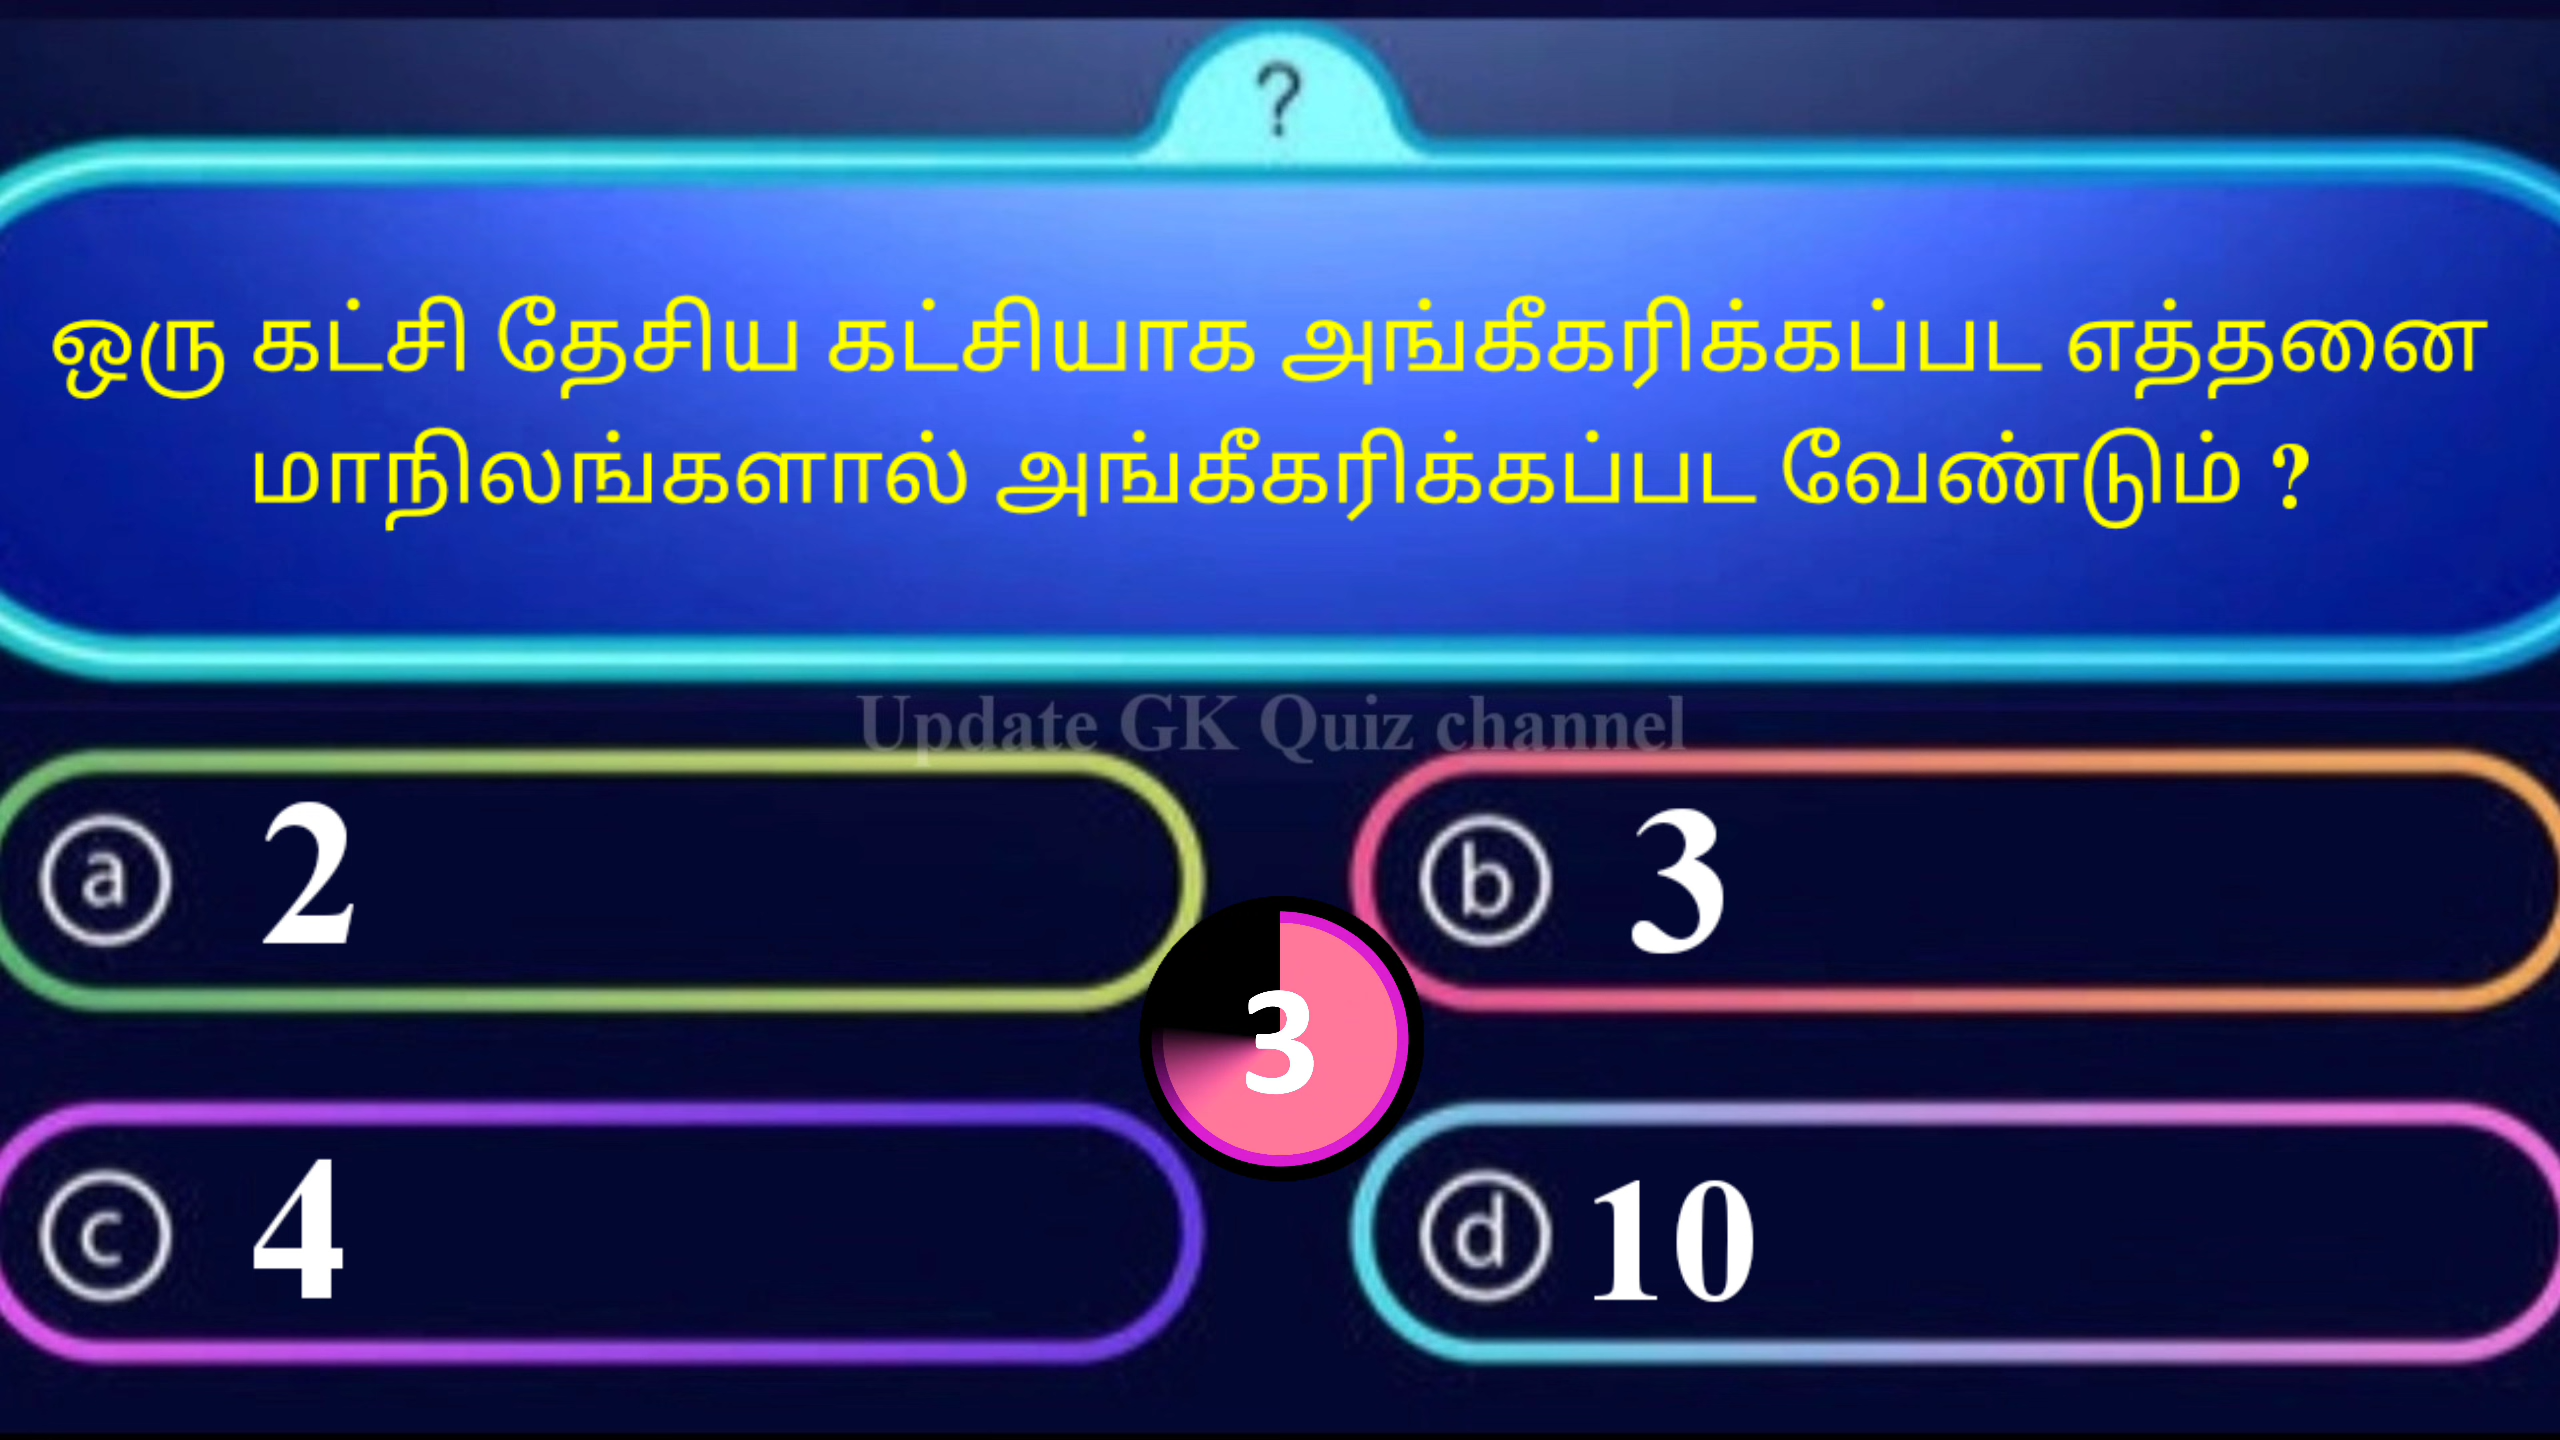 ?
ஒரு கட்சி தேசிய கட்சியாக அங்கீகரிக்கப்பட எத்தனை
மாநிலங்களால் அங்கீகரிக்கப்பட வேண்டும் ?
Update GK Quiz channel
a 2
b 3
3
c 4
d 10